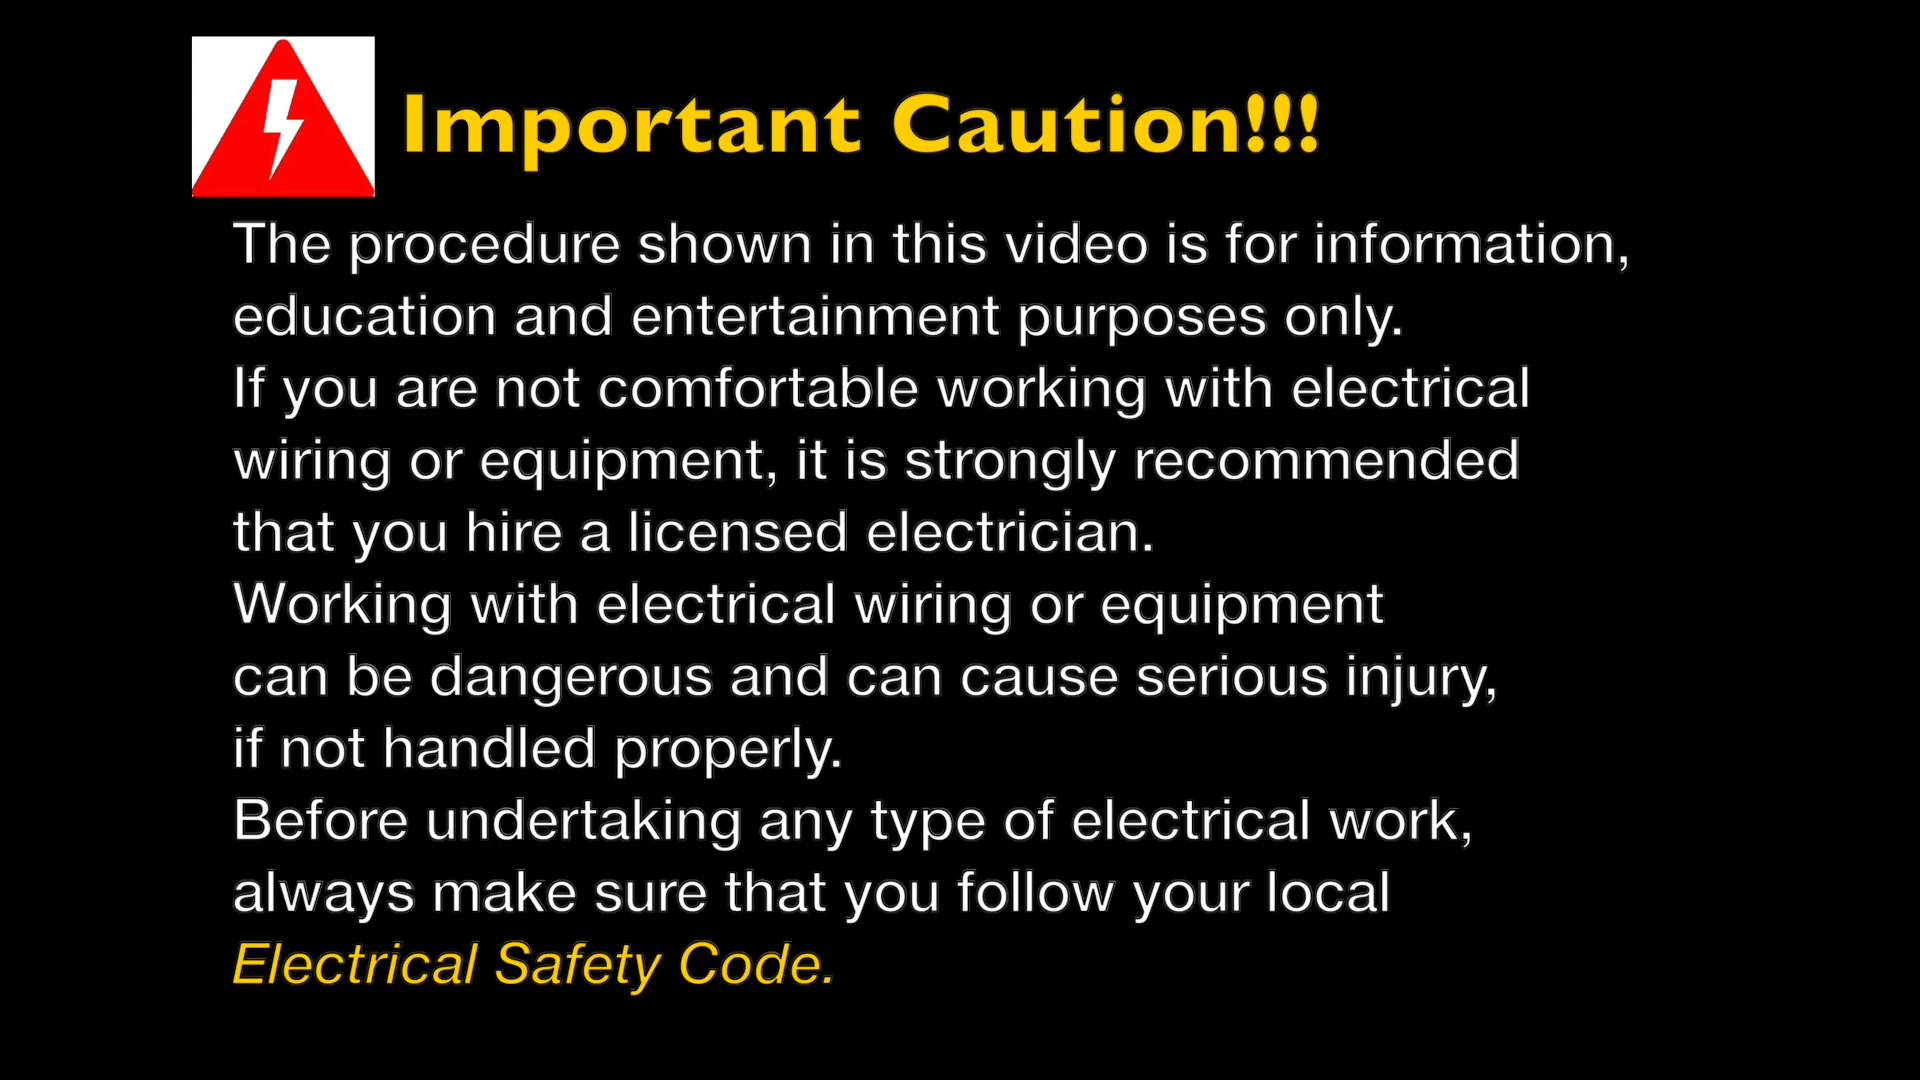 Important Caution!!!
The procedure shown in this video is for information,
education and entertainment purposes only.
If you are not comfortable working with electrical
wiring or equipment, it is strongly recommended
that you hire a licensed electrician.
Working with electrical wiring or equipment
can be dangerous and can cause serious injury,
if not handled properly.
Before undertaking any type of electrical work,
always make sure that you follow your local
Electrical Safety Code.